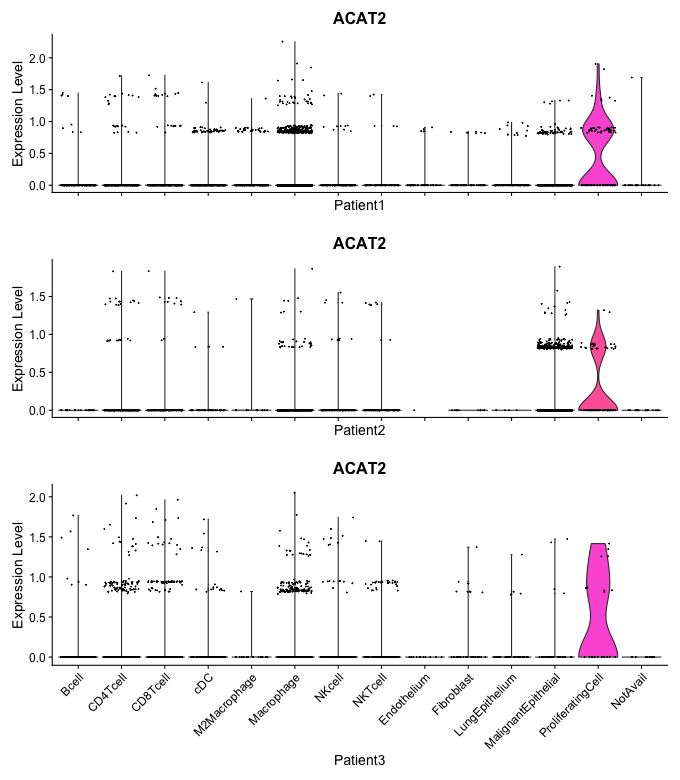 ACAT2
Expression Level
2.0
1.5
1.0
0.5
0.0
Patient1
ACAT2
Expression Level
1.5
1.0
0.5
0.0
Patient2
ACAT2
Expression Level
2.0
1.5
1.0
0.5
0.0
Bcell
CD4Tcell
CD8Tcell
cDC
M2Macrophage
Macrophage
NKcell
NKTcell
Endothelium
Fibroblast
LungEpithelium
MalignantEpithelial
ProliferatingCell
NotAvail
Patient3